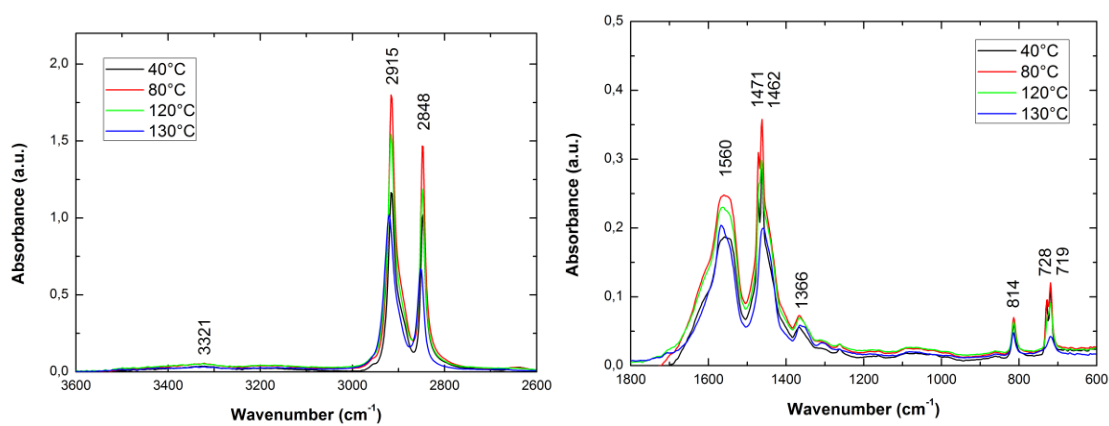 2,0
1,5
1,0
0,5
0,0
3600
3400
3200
3000
2800
2600
Absorbance (a.u.)
Wavenumber (cm⁻¹)
40°C
80°C
120°C
130°C
3321
2915
2848
0,5
0,4
0,3
0,2
0,1
0,0
1800
1600
1400
1200
1000
800
600
Absorbance (a.u.)
Wavenumber (cm⁻¹)
40°C
80°C
120°C
130°C
1560
1471
1462
1366
814
728
719